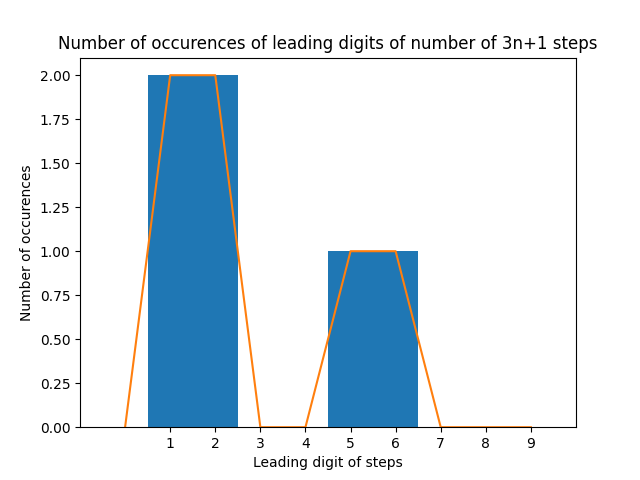 Number of occurences of leading digits of number of 3n+1 steps
2.00
1.75
1.50
1.25
1.00
0.75
0.50
0.25
0.00
Number of occurences
1 2 3 4 5 6 7 8 9
Leading digit of steps